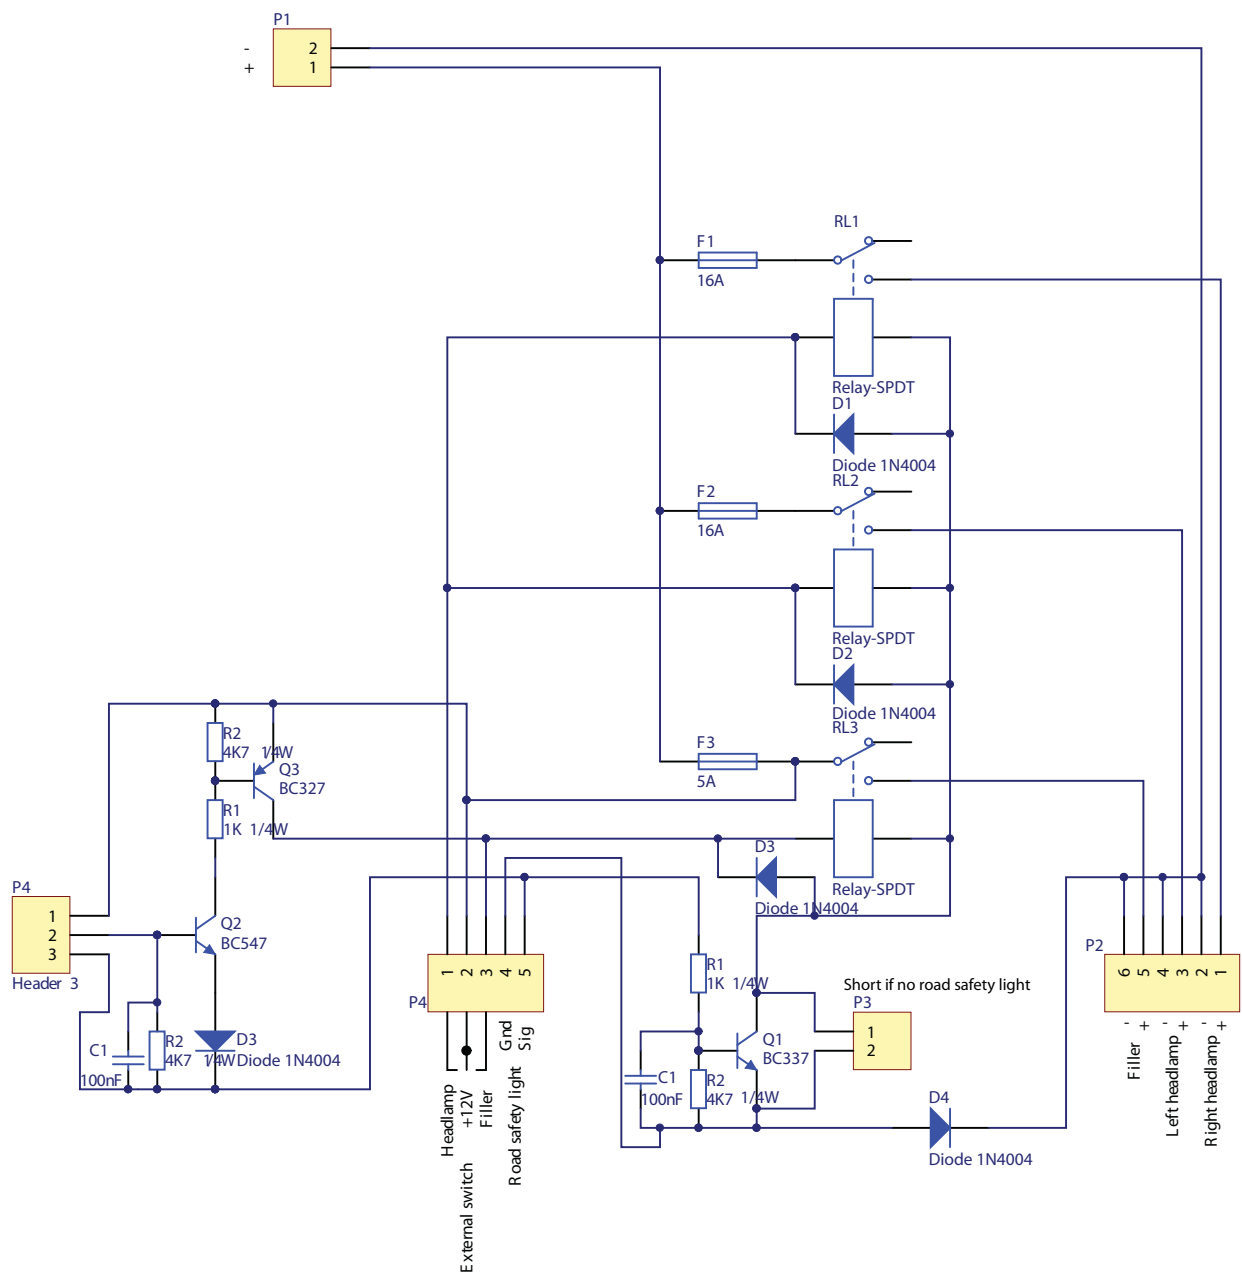 P1
- 2
+ 1
RL1
F1
16A
Relay-SPDT
D1
Diode 1N4004
RL2
F2
16A
Relay-SPDT
D2
Diode 1N4004
RL3
F3
5A
Relay-SPDT
D3
Diode 1N4004
R2
4K7 1/4W
Q3
BC327
R1
1K 1/4W
P4
1
2
3
Header 3
Q2
BC547
C1
100nF
R2
4K7 1/4W
D3
Diode 1N4004
P4
1 2 3 4 5
Headlamp
+12V
Filler
Gnd
Sig
External switch
Road safety light
R1
1K 1/4W
Q1
BC337
C1
100nF
R2
4K7 1/4W
Short if no road safety light
P3
1
2
D4
Diode 1N4004
P2
6 5 4 3 2 1
- + - + - +
Filler
Left headlamp
Right headlamp